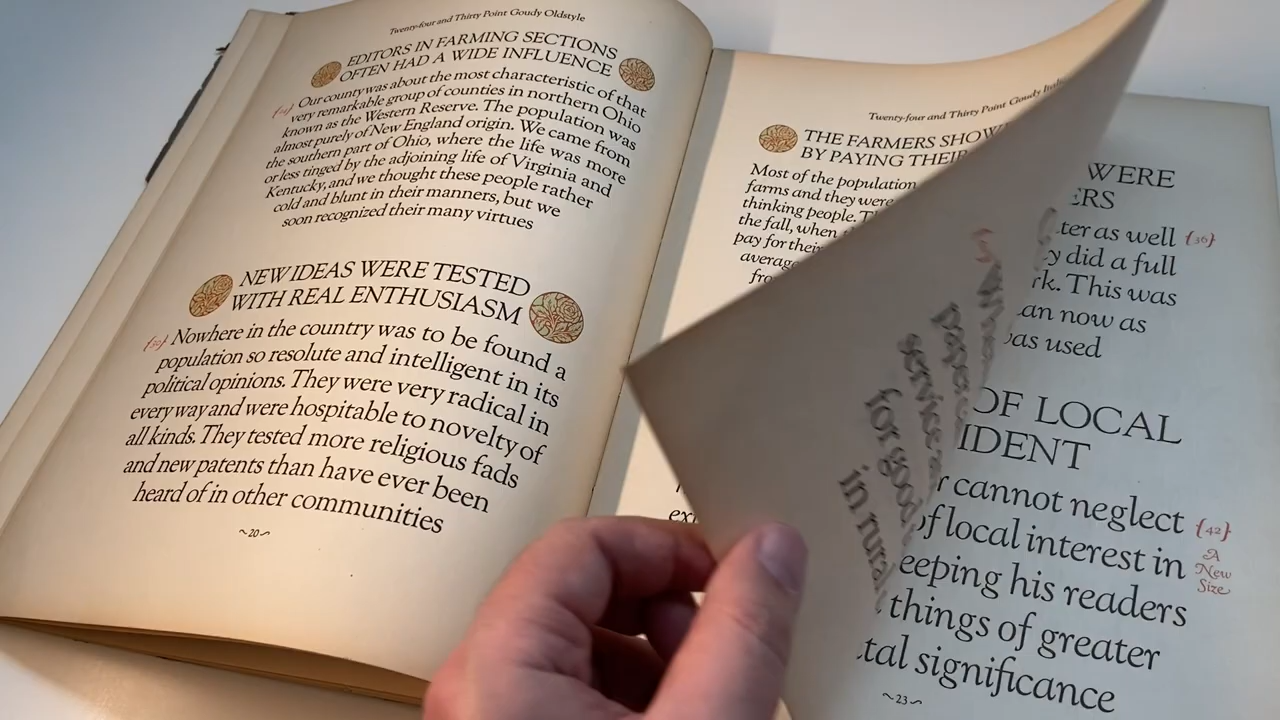 Twenty-four and Thirty Point Goudy Oldstyle
EDITORS IN FARMING SECTIONS
OFTEN HAD A WIDE INFLUENCE
{24} Our county was about the most characteristic of that
very remarkable group of counties in northern Ohio
known as the Western Reserve. The population was
almost purely of New England origin. We came from
the southern part of Ohio, where the life was more
or less tinged by the adjoining life of Virginia and
Kentucky, and we thought these people rather
cold and blunt in their manners, but we
soon recognized their many virtues
NEW IDEAS WERE TESTED
WITH REAL ENTHUSIASM
{30} Nowhere in the country was to be found a
population so resolute and intelligent in its
political opinions. They were very radical in
every way and were hospitable to novelty of
all kinds. They tested more religious fads
and new patents than have ever been
heard of in other communities
~20~
Twenty-four and Thirty Point Goudy
THE FARMERS SHOW
BY PAYING THEIR
Most of the population
farms and they were
thinking people.
the fall, when
pay for their
average
paper
service
for good
in rural
WERE
ERS
ter as well {36}
y did a full
rk. This was
an now as
was used
OF LOCAL
IDENT
r cannot neglect {42}
of local interest in A
eeping his readers New
things of greater Size
tal significance
~23~